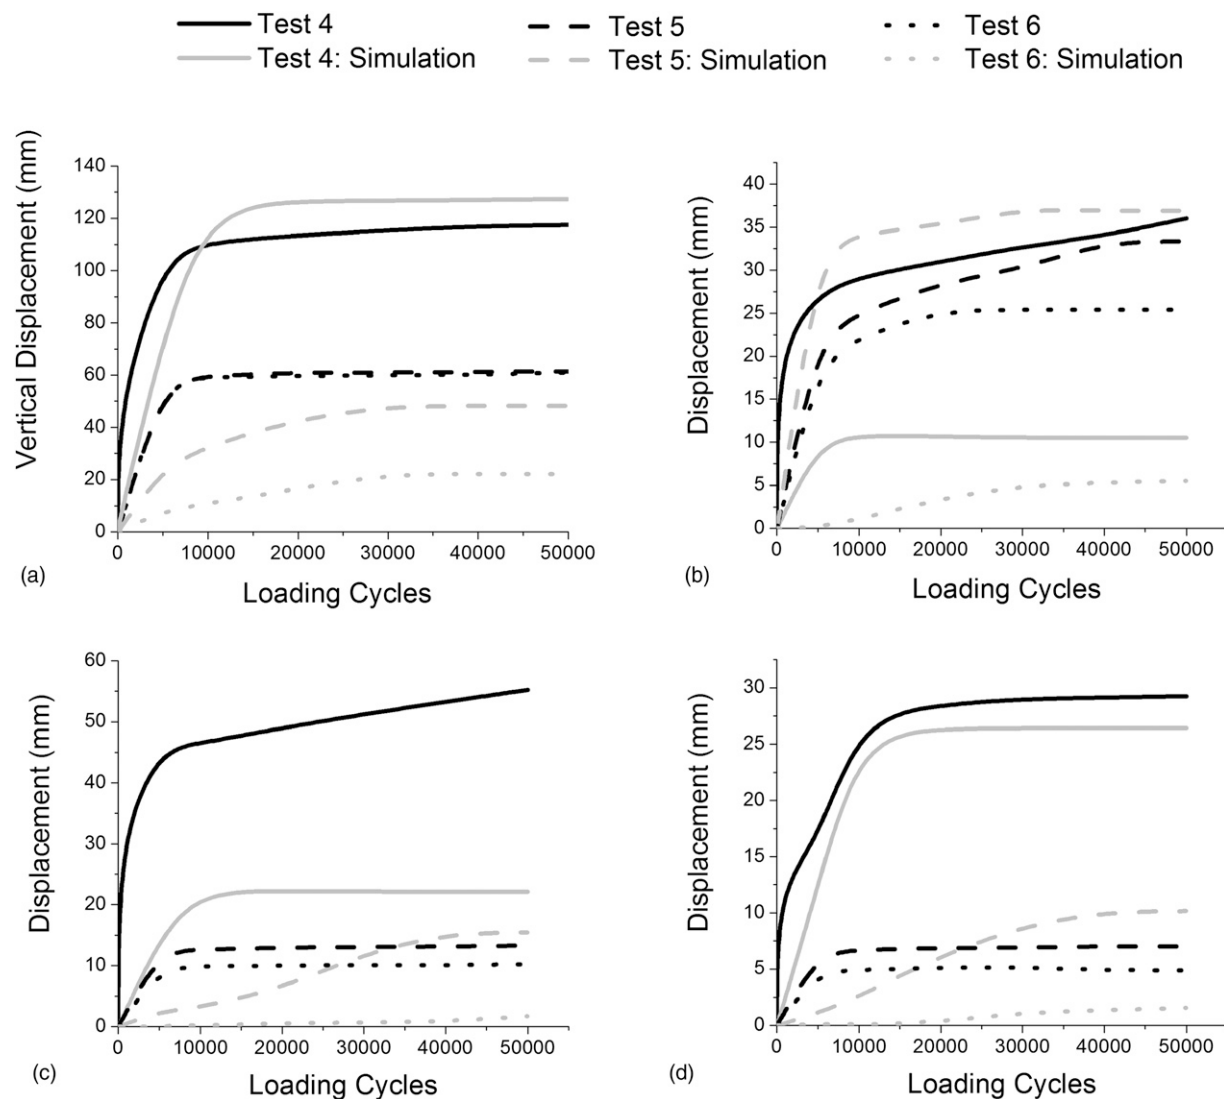 Test 4 Test 5 Test 6
Test 4: Simulation Test 5: Simulation Test 6: Simulation
Vertical Displacement (mm)
140
120
100
80
60
40
20
0
0 10000 20000 30000 40000 50000
(a)
Loading Cycles
Displacement (mm)
40
35
30
25
20
15
10
5
0
0 10000 20000 30000 40000 50000
(b)
Loading Cycles
Displacement (mm)
60
50
40
30
20
10
0
0 10000 20000 30000 40000 50000
(c)
Loading Cycles
Displacement (mm)
30
25
20
15
10
5
0
0 10000 20000 30000 40000 50000
(d)
Loading Cycles